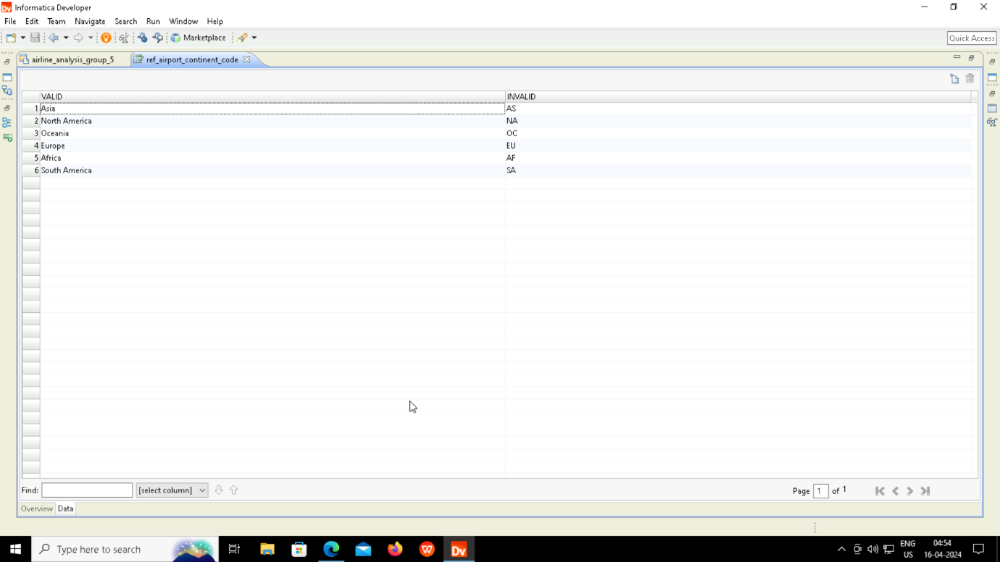 Dv Informatica Developer
File Edit Team Navigate Search Run Window Help
Marketplace
Quick Access
airline_analysis_group_5 ref_airport_continent_code
VALID INVALID
1 Asia AS
2 North America NA
3 Oceania OC
4 Europe EU
5 Africa AF
6 South America SA
Find: [select column] Page 1 of 1
Overview Data
Type here to search W Dv ENG US 04:54 16-04-2024